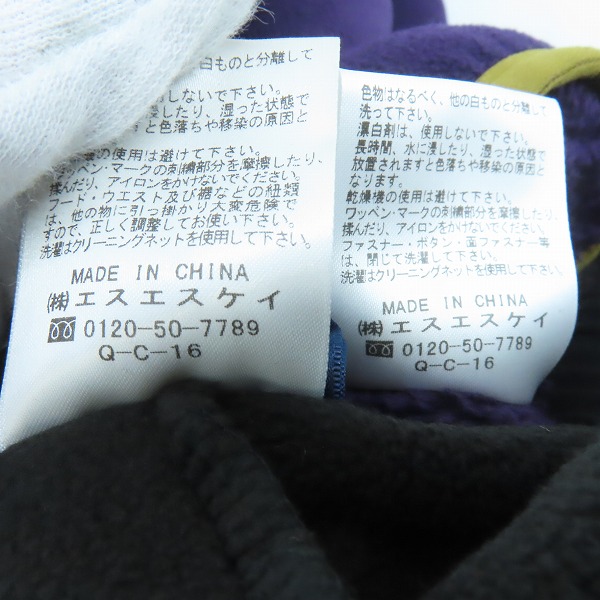 の白ものと分離して
しないで下さい。
浸したり、湿った状態で
と色落ちや移染の原因と
の使用は避けて下さい。
ワッペン・マークの刺繍部分を摩擦したり、
揉んだり、アイロンをかけないでください。
フード・ウエスト及び裾などの紐類
は、他の物に引っ掛かり大変危険で
すので、正しく調整してお使い下さい。
洗濯はクリーニングネットを使用して下さい。
MADE IN CHINA
㈱エスエスケイ
0120-50-7789
Q-C-16
色物はなるべく、他の白ものと分離して
洗って下さい。
漂白剤は、使用しないで下さい。
長時間、水に浸したり、湿った状態で
放置されますと色落ちや移染の原因と
なります。
乾燥機の使用は避けて下さい。
ワッペン・マークの刺繍部分を摩擦したり、
揉んだり、アイロンをかけないでください。
ファスナー・ボタン・面ファスナー等
は、閉じて洗濯して下さい。
洗濯はクリーニングネットを使用して下さい。
MADE IN CHINA
㈱エスエスケイ
0120-50-7789
Q-C-16